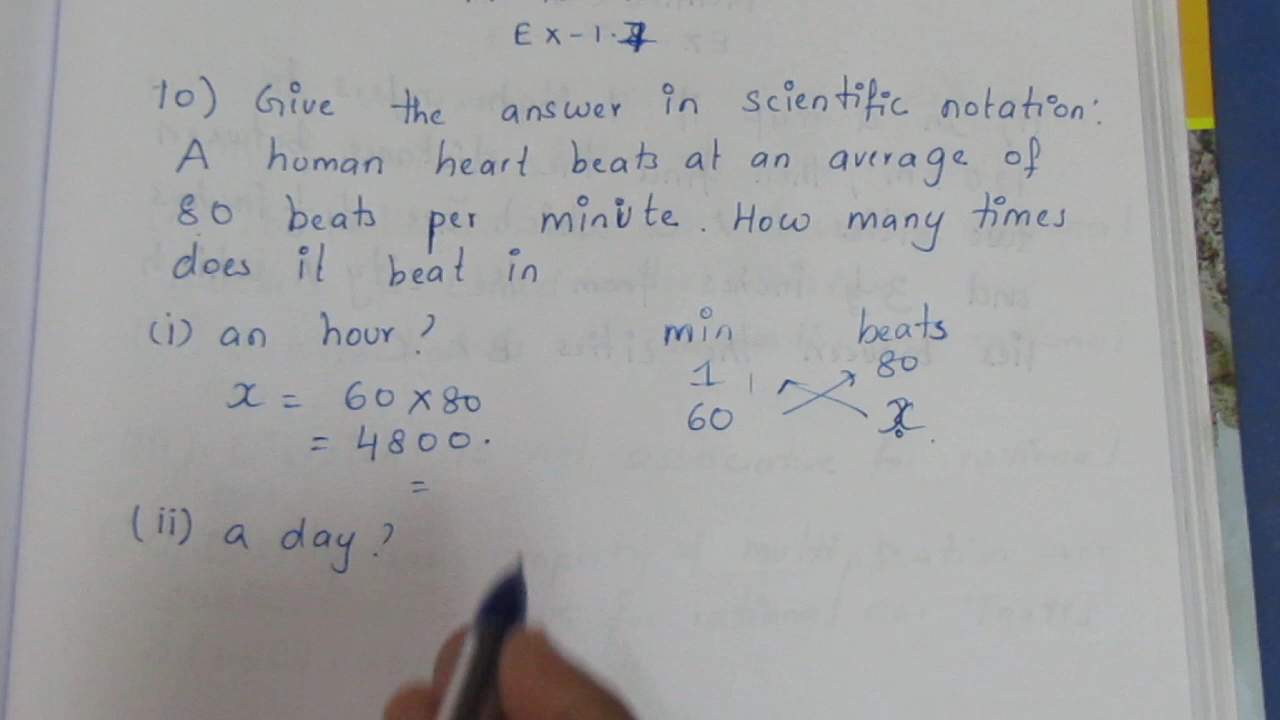 Ex-1.
10) Give the answer in scientific notation:
A human heart beats at an average of
80 beats per minute. How many times
does it beat in
(i) an hour?
x = 60 × 80
= 4800.
=
min beats
1 80
60 x
(ii) a day?